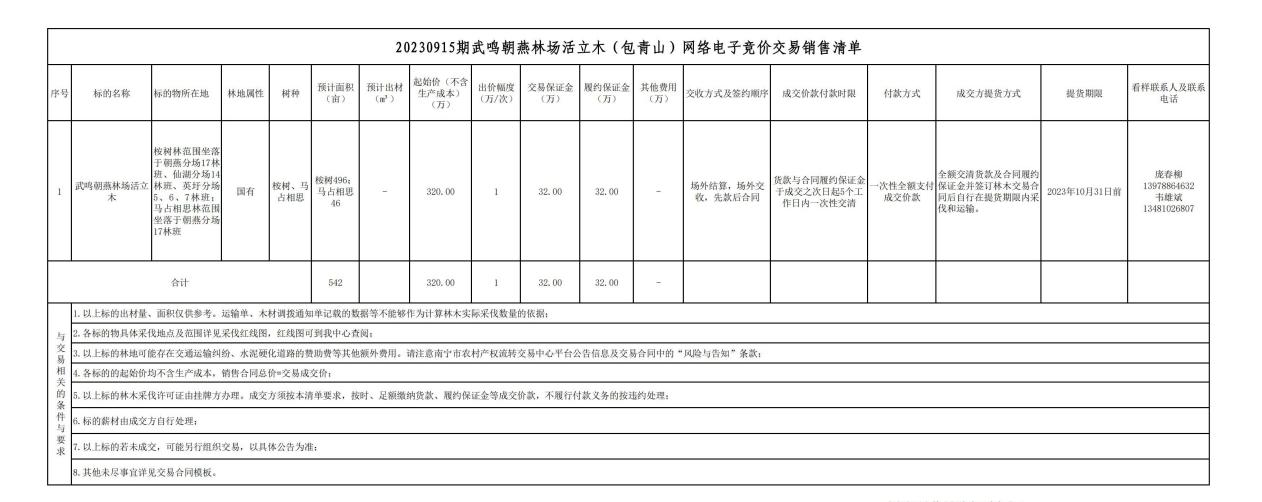 20230915期武鸣朝燕林场活立木（包青山）网络电子竞价交易销售清单
序号
标的名称
标的物所在地
林地属性
树种
预计面积
（亩）
预计出材
（m³）
起始价（不含
生产成本）
（万）
出价幅度
（万/次）
交易保证金
（万）
履约保证金
（万）
其他费用
（万）
交收方式及签约顺序
成交价款付款时限
付款方式
成交方提货方式
提货期限
看样联系人及联系
电话
1
武鸣朝燕林场活立
木
桉树林范围坐落
于朝燕分场17林
班、仙湖分场14
林班、英圩分场
5、6、7林班；
马占相思林范围
坐落于朝燕分场
17林班
国有
桉树、马
占相思
桉树496；
马占相思
46
-
320.00
1
32.00
32.00
-
场外结算，场外交
收，先款后合同
货款与合同履约保证金
于成交之次日起5个工
作日内一次性交清
一次性全额支付
成交价款
全额交清货款及合同履约
保证金并签订林木交易合
同后自行在提货期限内采
伐和运输。
2023年10月31日前
庞春柳
13978864632
韦雄斌
13481026807
合计
542
320.00
1
32.00
32.00
-
与交易相关的条件与要求
1.以上标的出材量、面积仅供参考。运输单、木材调拨通知单记载的数据等不能够作为计算林木实际采伐数量的依据；
2.各标的物具体采伐地点及范围详见采伐红线图，红线图可到我中心查阅；
3.以上标的林地可能存在交通运输纠纷、水泥硬化道路的赞助费等其他额外费用。请注意南宁市农村产权流转交易中心平台公告信息及交易合同中的“风险与告知”条款；
4.各标的的起始价均不含生产成本，销售合同总价=交易成交价；
5.以上标的林木采伐许可证由挂牌方办理。成交方须按本清单要求，按时、足额缴纳货款、履约保证金等成交价款，不履行付款义务的按违约处理；
6.标的薪材由成交方自行处理；
7.以上标的若未成交，可能另行组织交易，以具体公告为准；
8.其他未尽事宜详见交易合同模板。